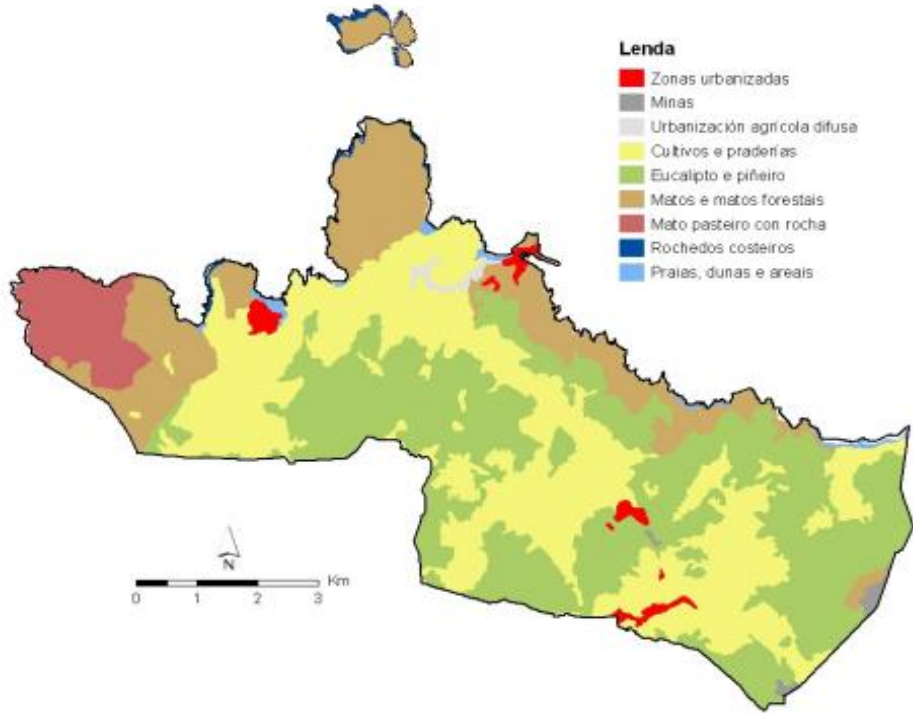 Lenda
Zonas urbanizadas
Minas
Urbanización agrícola difusa
Cultivos e praderías
Eucalipto e piñeiro
Matos e matos forestais
Mato pasteiro con rocha
Rochedos costeiros
Praias, dunas e areais
N
Km
0 1 2 3